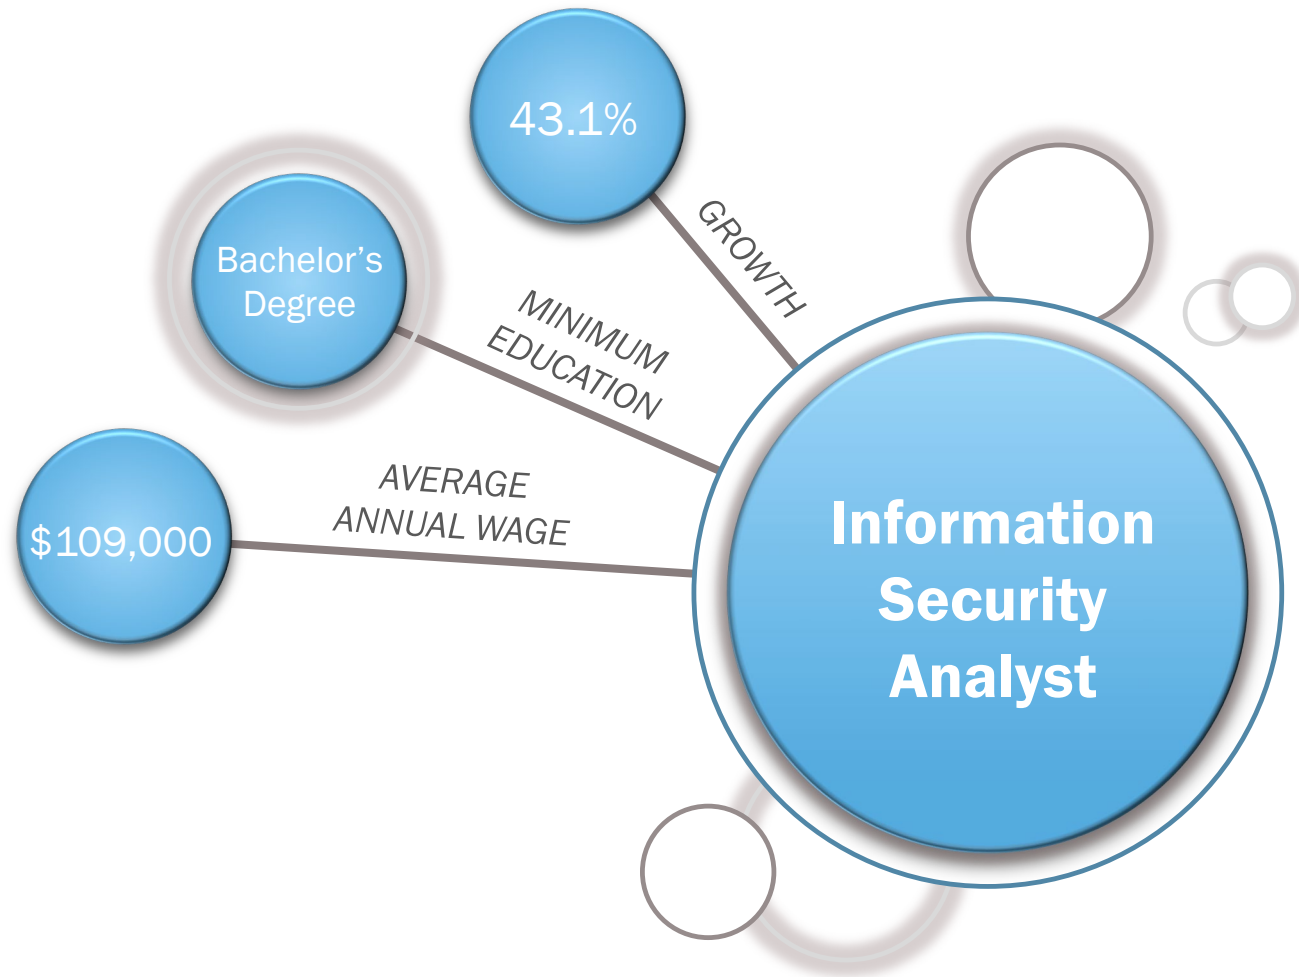 43.1%
GROWTH
Bachelor’s
Degree
MINIMUM
EDUCATION
$109,000
AVERAGE
ANNUAL WAGE
Information
Security
Analyst